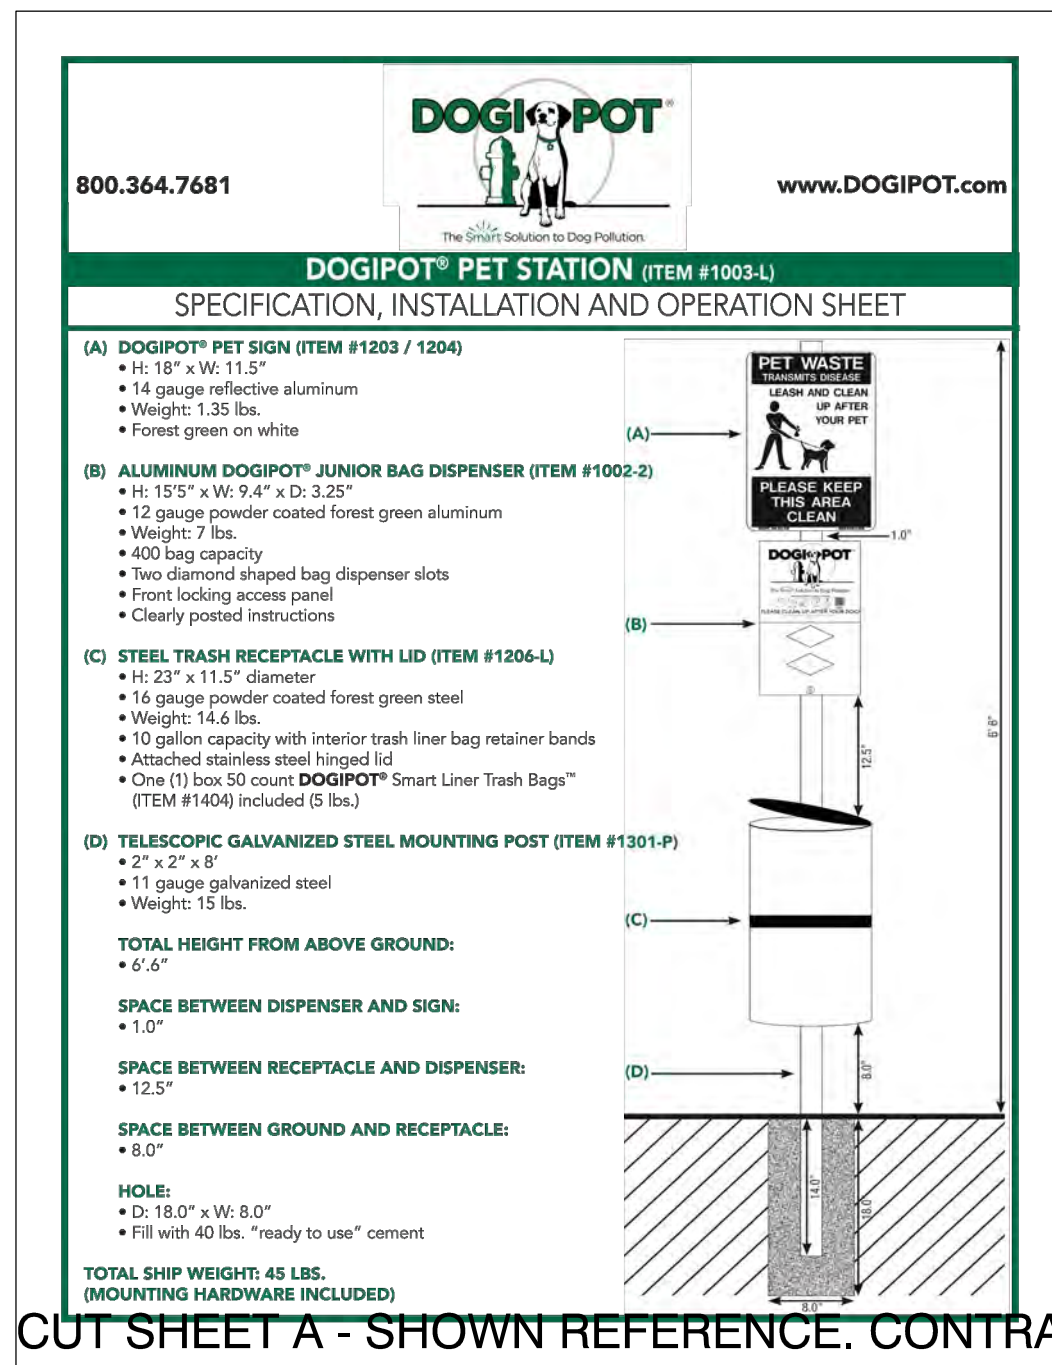 DOGIPOT®
The Smart Solution to Dog Pollution.
800.364.7681
www.DOGIPOT.com
DOGIPOT® PET STATION (ITEM #1003-L)
SPECIFICATION, INSTALLATION AND OPERATION SHEET
(A) DOGIPOT® PET SIGN (ITEM #1203 / 1204)
• H: 18” x W: 11.5”
• 14 gauge reflective aluminum
• Weight: 1.35 lbs.
• Forest green on white
(B) ALUMINUM DOGIPOT® JUNIOR BAG DISPENSER (ITEM #1002-2)
• H: 15’5” x W: 9.4” x D: 3.25”
• 12 gauge powder coated forest green aluminum
• Weight: 7 lbs.
• 400 bag capacity
• Two diamond shaped bag dispenser slots
• Front locking access panel
• Clearly posted instructions
(C) STEEL TRASH RECEPTACLE WITH LID (ITEM #1206-L)
• H: 23” x 11.5” diameter
• 16 gauge powder coated forest green steel
• Weight: 14.6 lbs.
• 10 gallon capacity with interior trash liner bag retainer bands
• Attached stainless steel hinged lid
• One (1) box 50 count DOGIPOT® Smart Liner Trash Bags™
(ITEM #1404) included (5 lbs.)
(D) TELESCOPIC GALVANIZED STEEL MOUNTING POST (ITEM #1301-P)
• 2” x 2” x 8’
• 11 gauge galvanized steel
• Weight: 15 lbs.
TOTAL HEIGHT FROM ABOVE GROUND:
• 6’.6”
SPACE BETWEEN DISPENSER AND SIGN:
• 1.0”
SPACE BETWEEN RECEPTACLE AND DISPENSER:
• 12.5”
SPACE BETWEEN GROUND AND RECEPTACLE:
• 8.0”
HOLE:
• D: 18.0” x W: 8.0”
• Fill with 40 lbs. “ready to use” cement
TOTAL SHIP WEIGHT: 45 LBS.
(MOUNTING HARDWARE INCLUDED)
PET WASTE
TRANSMITS DISEASE
LEASH AND CLEAN
UP AFTER
YOUR PET
(A)
PLEASE KEEP
THIS AREA
CLEAN
1.0"
DOGIPOT
The Smart Solution to Dog Pollution.
PLEASE CLEAN UP AFTER YOUR DOG!
(B)
6' 6"
12.5"
(C)
(D)
8.0"
14.0"
18.0"
8.0"
CUT SHEET A - SHOWN REFERENCE. CONTRA